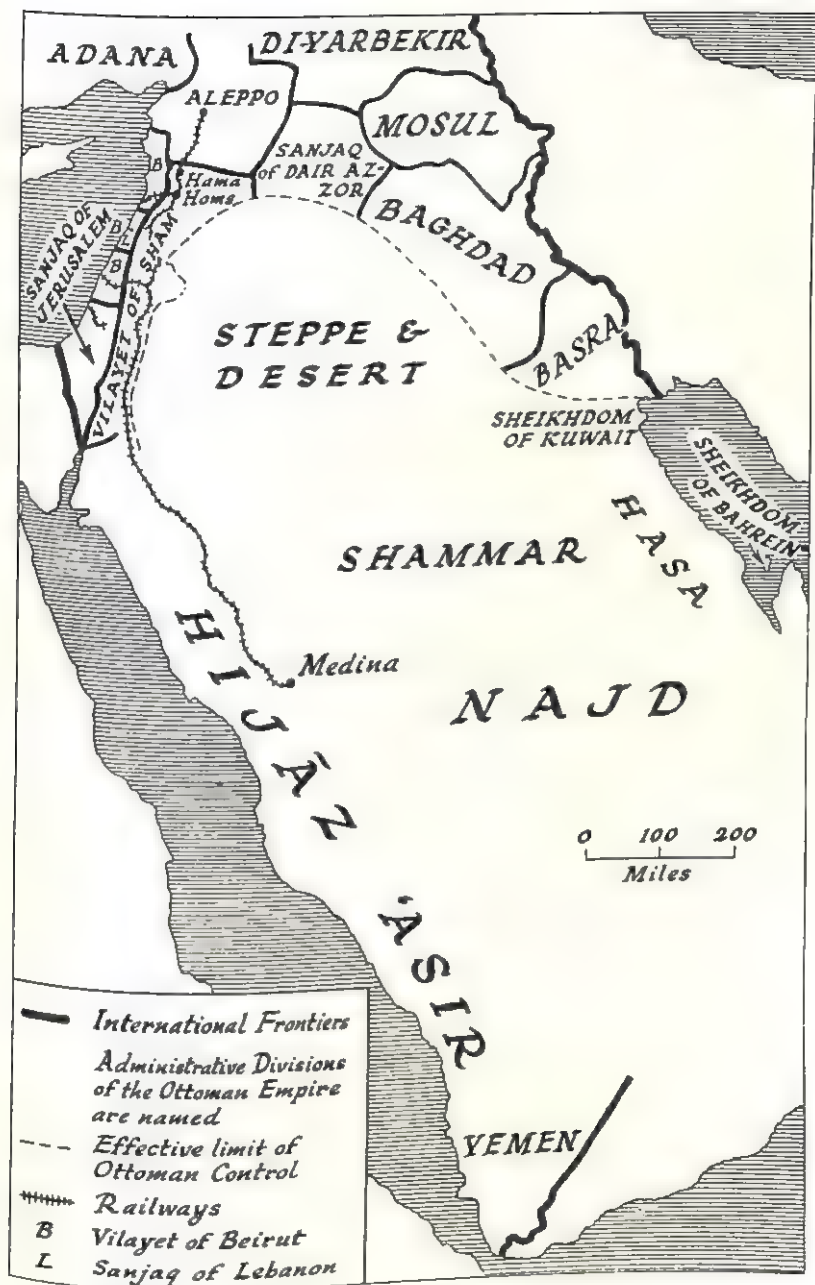 ADANA
DI-YARBEKIR
ALEPPO
MOSUL
SANJAQ
of DAIR AZ-
ZOR
B
Hama
Homs
BAGHDAD
SANJAQ OF
JERUSALEM
B
B
VILAYET OF SHAM
STEPPE &
DESERT
BASRA
SHEIKHDOM
OF KUWAIT
SHEIKHDOM
OF BAHREIN
HASA
SHAMMAR
HIJĀZ
Medina
NAJD
0 100 200
Miles
'ASIR
YEMEN
International Frontiers
Administrative Divisions
of the Ottoman Empire
are named
Effective limit of
Ottoman Control
Railways
B Vilayet of Beirut
L Sanjaq of Lebanon